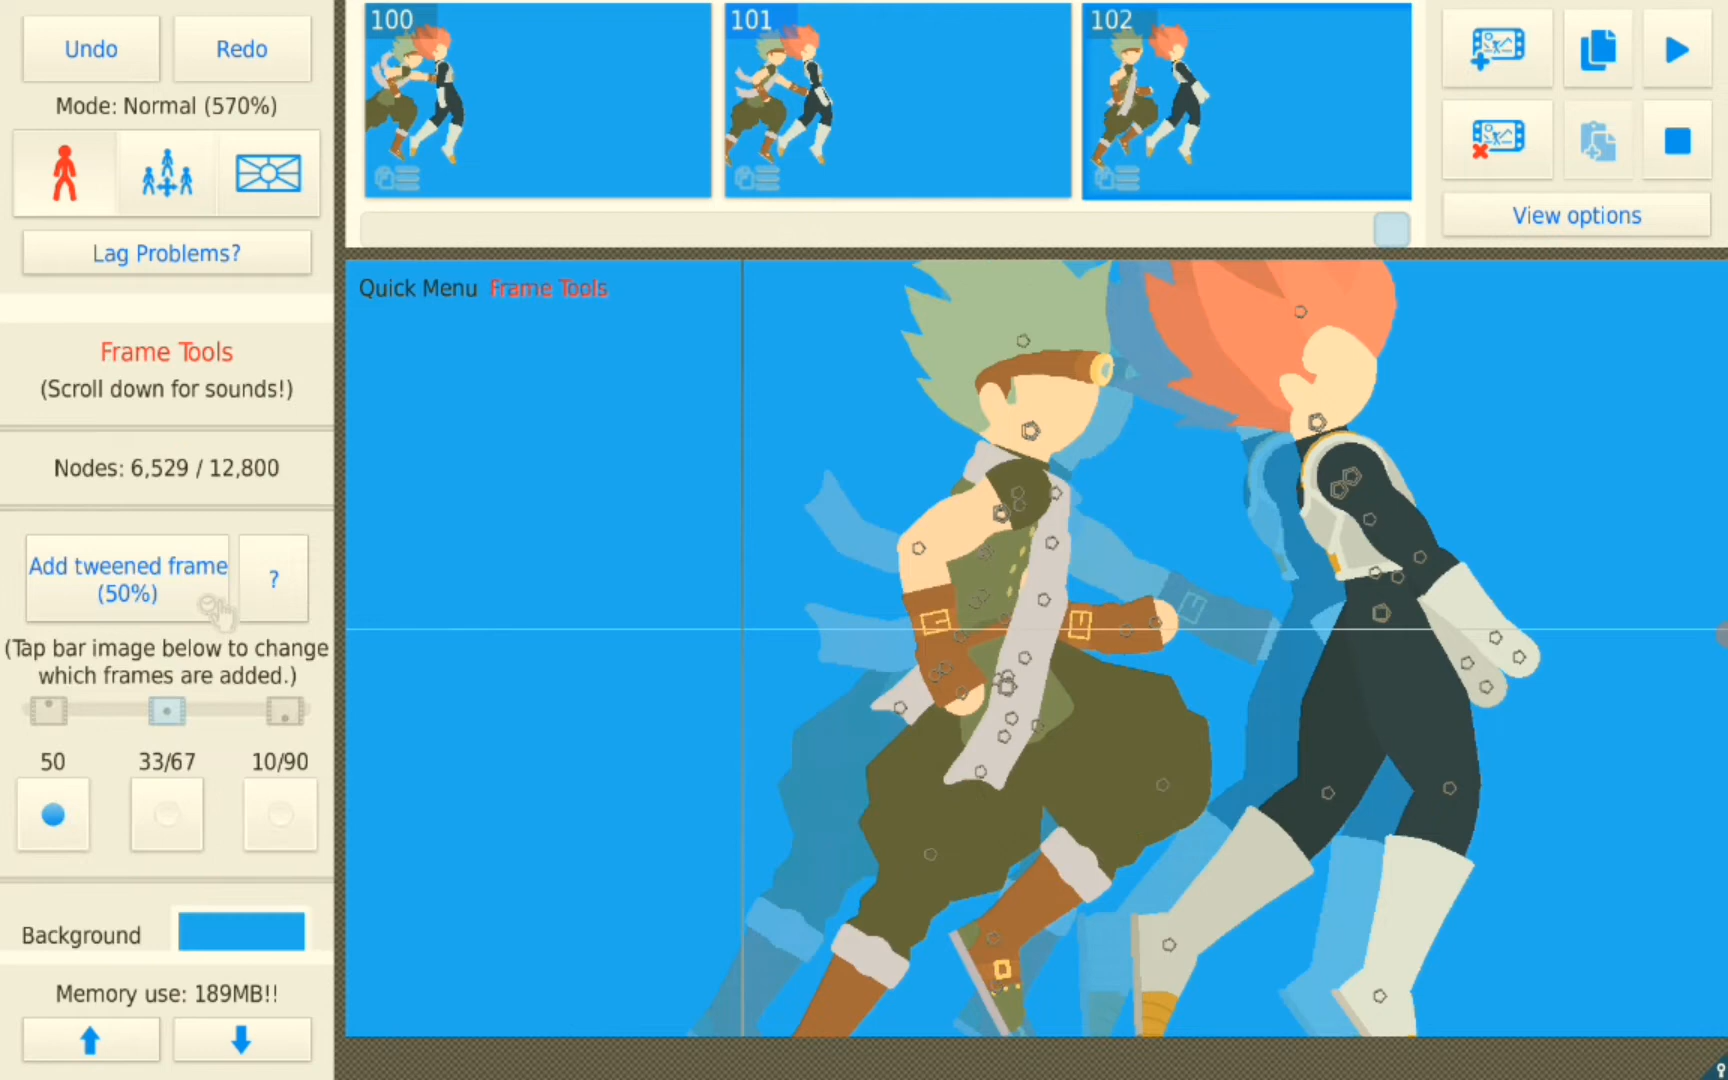 Undo
Redo
Mode: Normal (570%)
Lag Problems?
Frame Tools
(Scroll down for sounds!)
Nodes: 6,529 / 12,800
Add tweened frame
(50%)
?
(Tap bar image below to change
which frames are added.)
50
33/67
10/90
Background
Memory use: 189MB!!
100
101
102
View options
Quick Menu Frame Tools